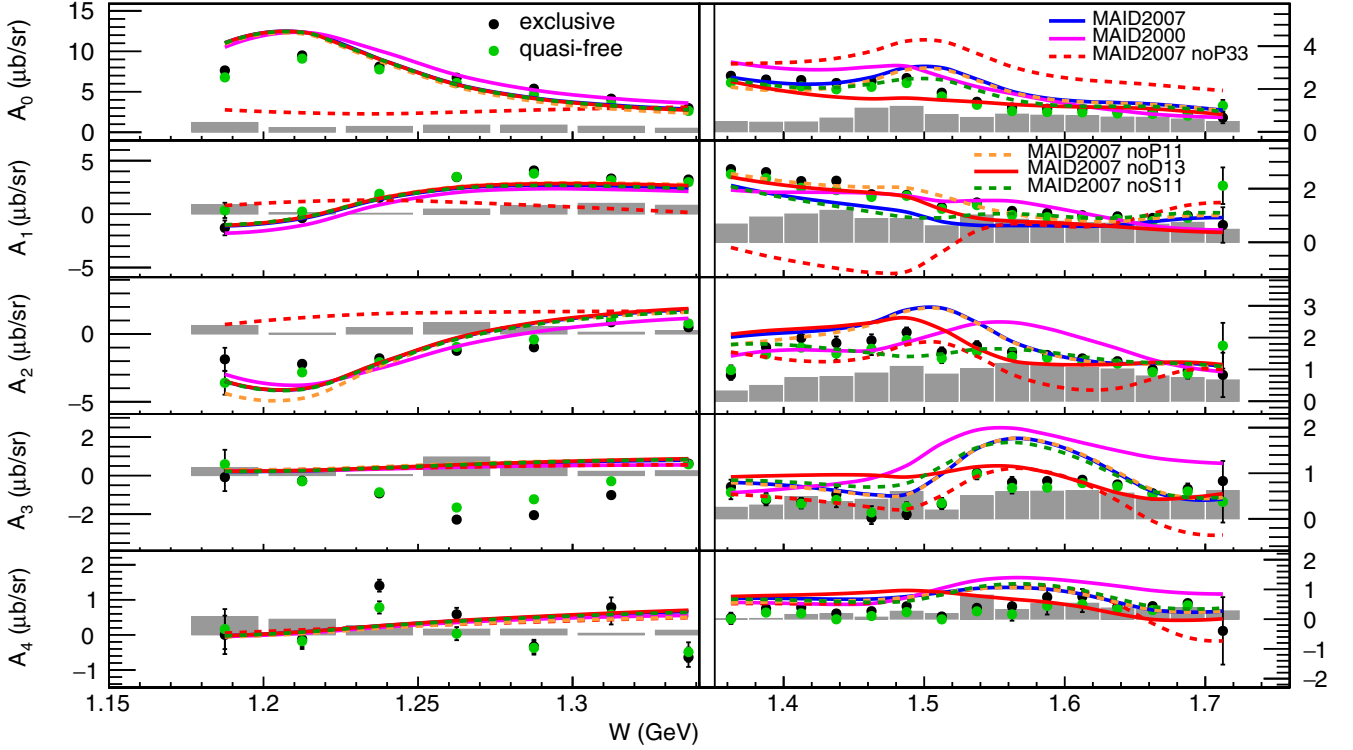 exclusive
quasi-free
MAID2007
MAID2000
MAID2007 noP33
A0 (μb/sr)
15
10
5
0
6
4
2
0
MAID2007 noP11
MAID2007 noD13
MAID2007 noS11
A1 (μb/sr)
5
0
−5
4
2
0
A2 (μb/sr)
0
−5
3
2
1
0
A3 (μb/sr)
2
0
−2
2
1
0
A4 (μb/sr)
2
1
0
−1
2
1
0
−1
−2
1.15 1.2 1.25 1.3 1.4 1.5 1.6 1.7
W (GeV)